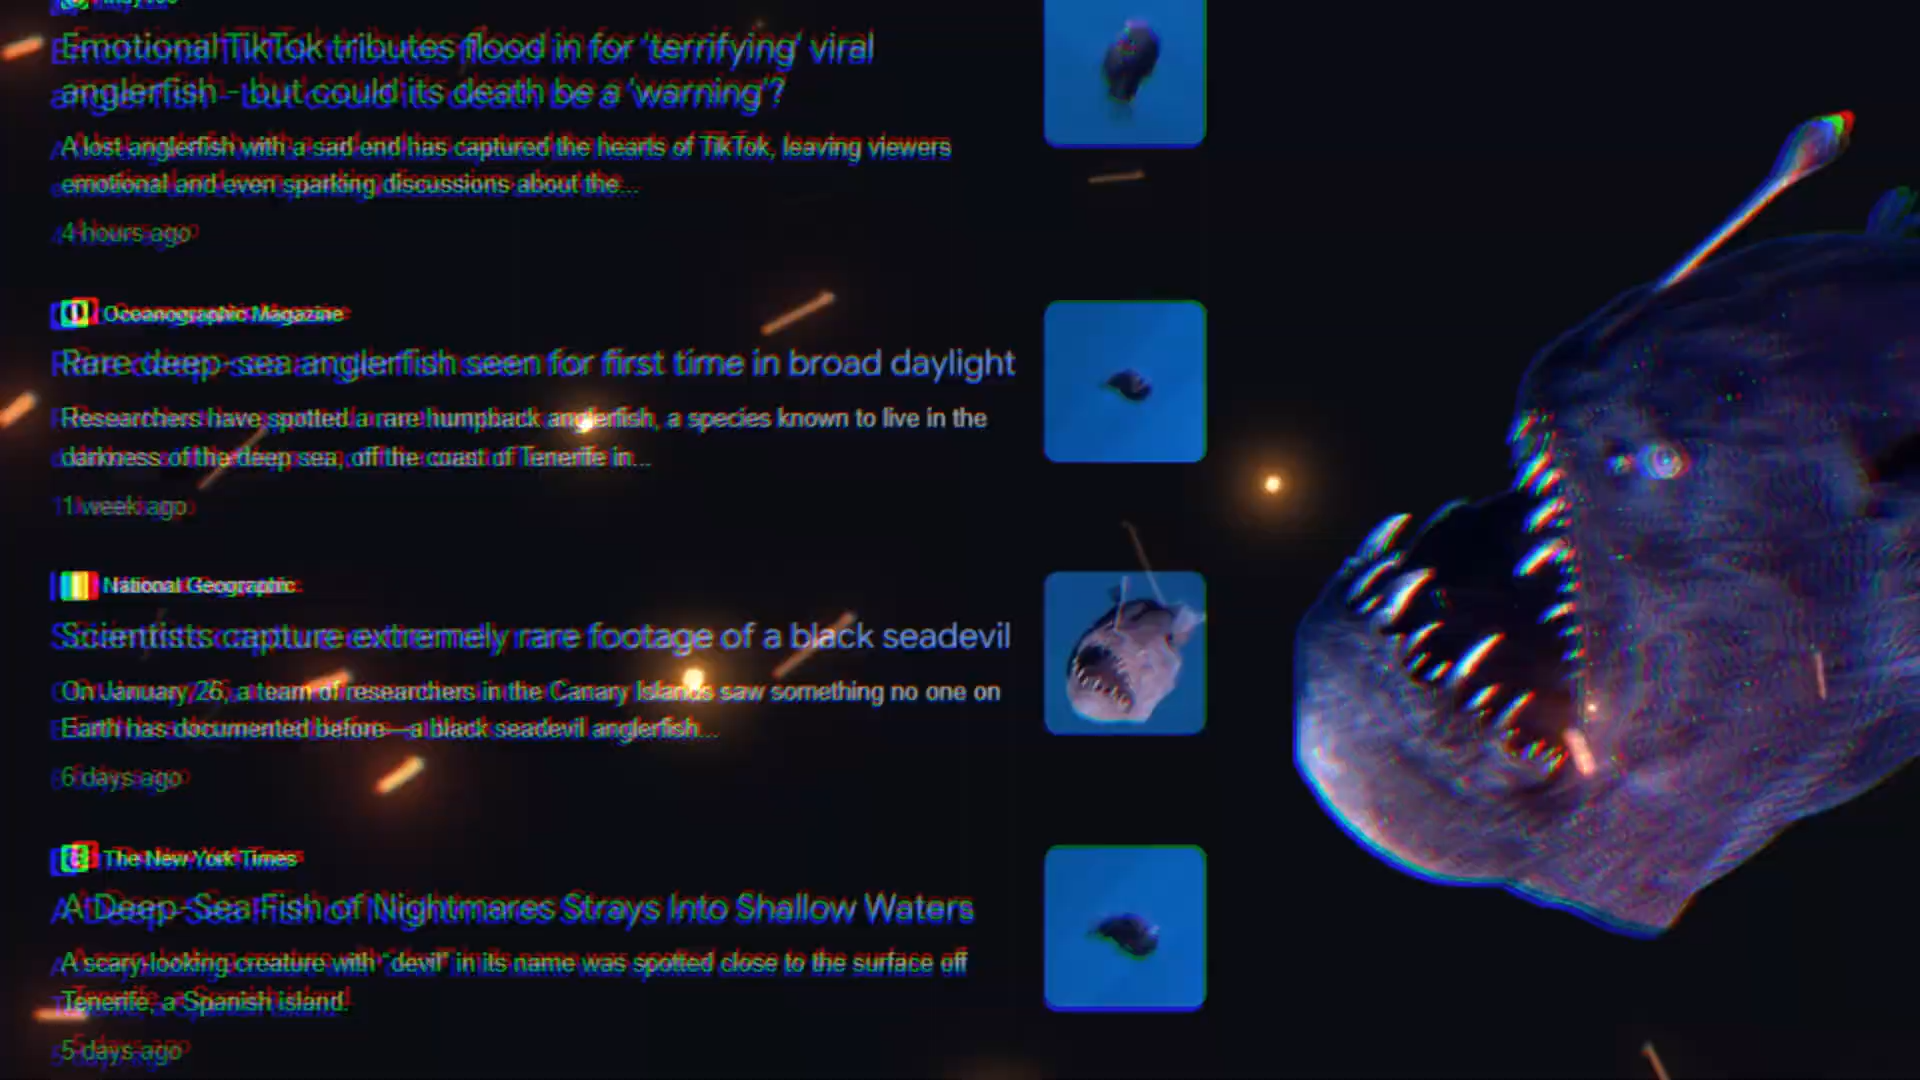 Emotional TikTok tributes flood in for 'terrifying' viral
anglerfish - but could its death be a 'warning'?
A lost anglerfish with a sad end has captured the hearts of TikTok, leaving viewers
emotional and even sparking discussions about the...
4 hours ago
Oceanographic Magazine
Rare deep-sea anglerfish seen for first time in broad daylight
Researchers have spotted a rare humpback anglerfish, a species known to live in the
darkness of the deep sea, off the coast of Tenerife in...
1 week ago
National Geographic
Scientists capture extremely rare footage of a black seadevil
On January 26, a team of researchers in the Canary Islands saw something no one on
Earth has documented before—a black seadevil anglerfish...
6 days ago
The New York Times
A Deep-Sea Fish of Nightmares Strays Into Shallow Waters
A scary-looking creature with "devil" in its name was spotted close to the surface off
Tenerife, a Spanish island.
5 days ago